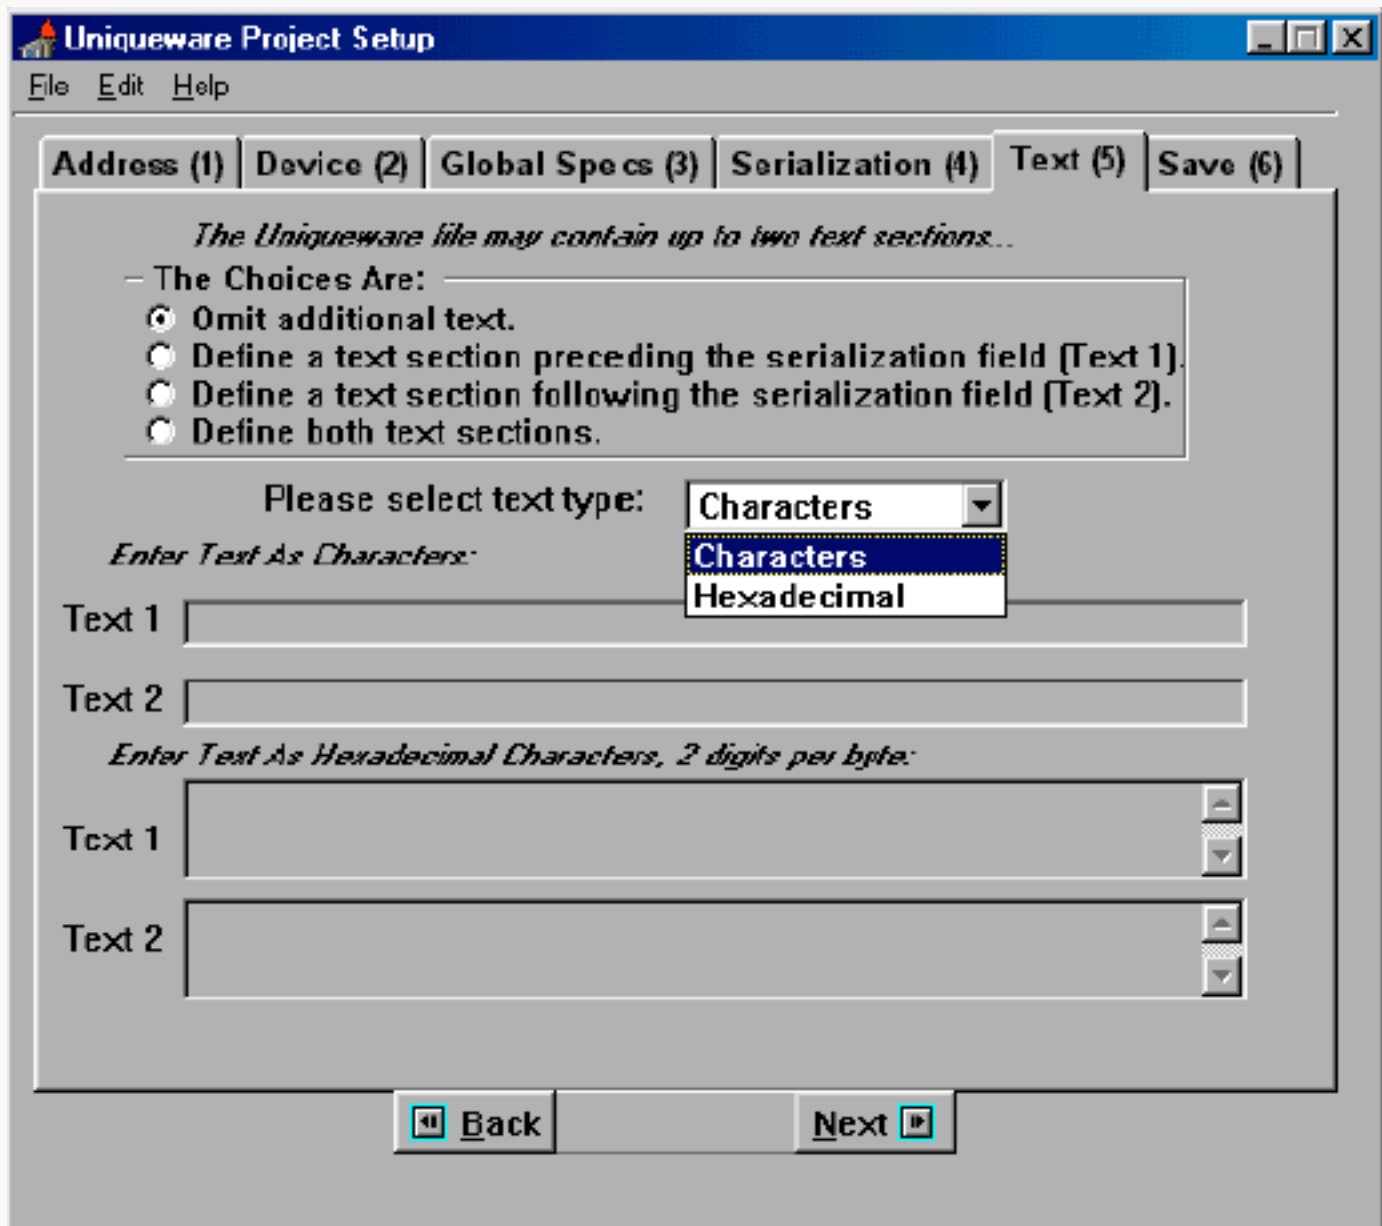 Uniqueware Project Setup
File Edit Help
Address (1) Device (2) Global Specs (3) Serialization (4) Text (5) Save (6)
The Uniqueware file may contain up to two text sections...
The Choices Are:
Omit additional text.
Define a text section preceding the serialization field (Text 1).
Define a text section following the serialization field (Text 2).
Define both text sections.
Please select text type: Characters
Characters
Hexadecimal
Enter Text As Characters:
Text 1
Text 2
Enter Text As Hexadecimal Characters, 2 digits per byte:
Text 1
Text 2
Back Next